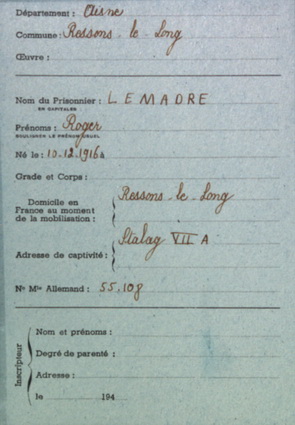 Département : Aisne
Commune : Ressons-le-Long
Œuvre :
Nom du Prisonnier : LEMADRE
EN CAPITALES
Prénoms : Roger
SOULIGNER LE PRÉNOM USUEL
Né le : 10.12.1916 à
Grade et Corps :
Domicile en
France au moment
de la mobilisation :
Ressons-le-Long
Adresse de captivité :
Stalag VII A
No Mle Allemand : 55,108
Inscripteur
Nom et prénoms :
Degré de parenté :
Adresse :
le 194